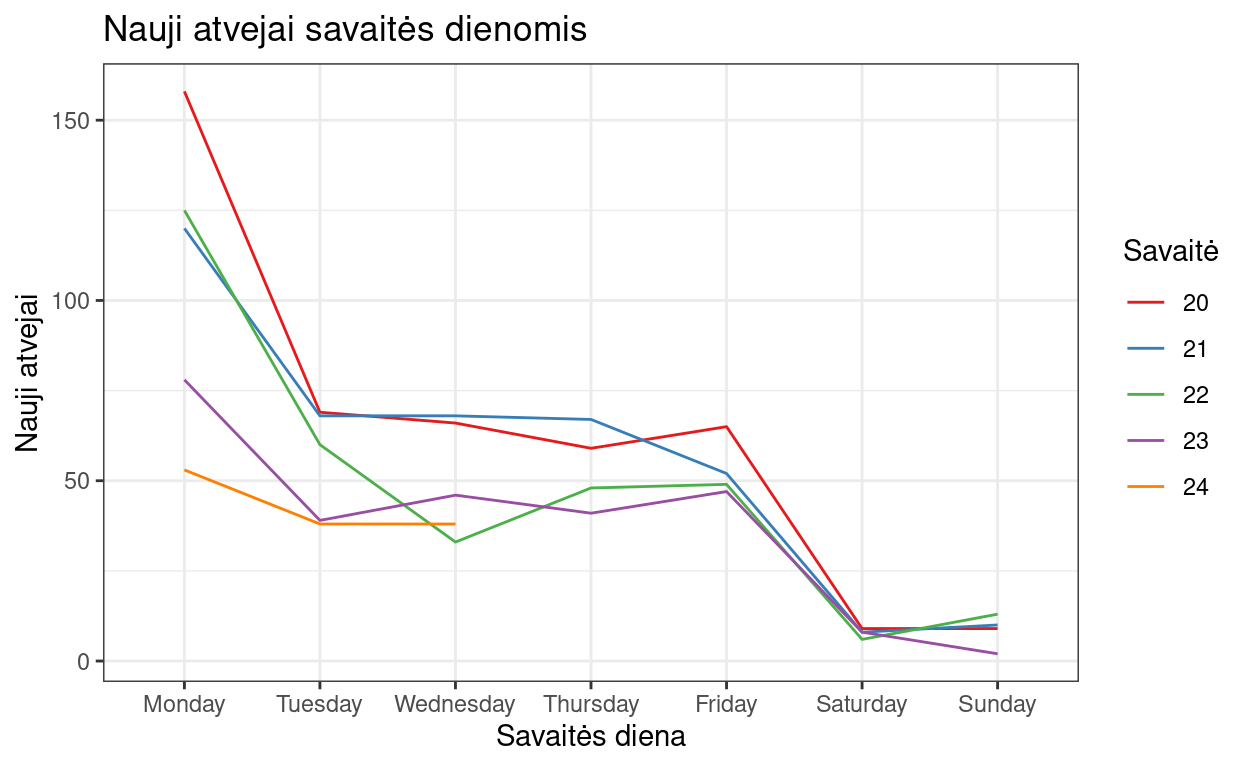 Nauji atvejai savaitės dienomis
Nauji atvejai
150
100
50
0
Monday Tuesday Wednesday Thursday Friday Saturday Sunday
Savaitės diena
Savaitė
20
21
22
23
24